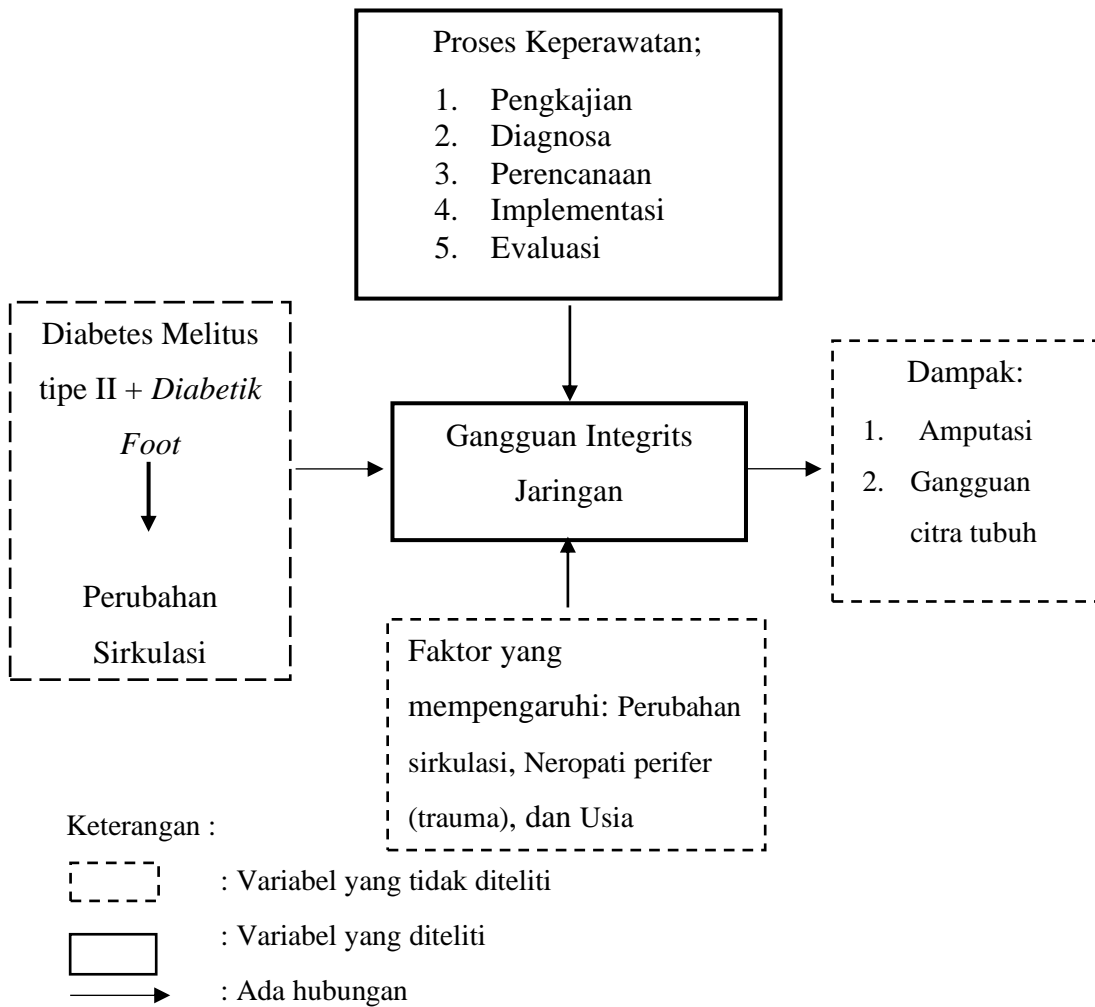 Proses Keperawatan;
1. Pengkajian
2. Diagnosa
3. Perencanaan
4. Implementasi
5. Evaluasi
Diabetes Melitus
tipe II + Diabetik
Foot
Perubahan
Sirkulasi
Gangguan Integrits
Jaringan
Dampak:
1. Amputasi
2. Gangguan
citra tubuh
Faktor yang
mempengaruhi: Perubahan
sirkulasi, Neropati perifer
(trauma), dan Usia
Keterangan :
: Variabel yang tidak diteliti
: Variabel yang diteliti
: Ada hubungan